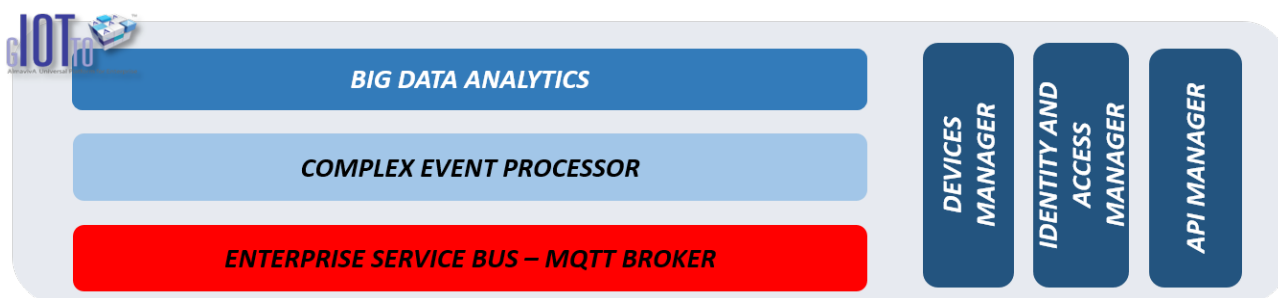 gIOTto
BIG DATA ANALYTICS
COMPLEX EVENT PROCESSOR
ENTERPRISE SERVICE BUS – MQTT BROKER
DEVICES
MANAGER
IDENTITY AND
ACCESS
MANAGER
API MANAGER